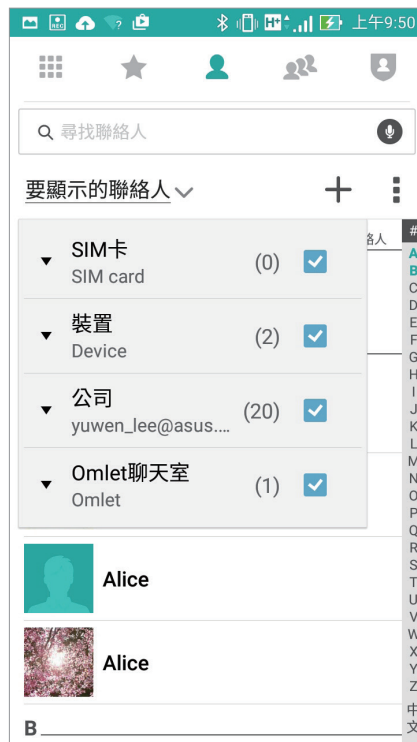 上午9:50
尋找聯絡人
要顯示的聯絡人
絡人
SIM卡
(0)
SIM card
裝置
(2)
Device
公司
(20)
yuwen_lee@asus....
Omlet聊天室
(1)
Omlet
Alice
Alice
B
#
A
B
C
D
E
F
G
H
I
J
K
L
M
N
O
P
Q
R
S
T
U
V
W
X
Y
Z
中
文